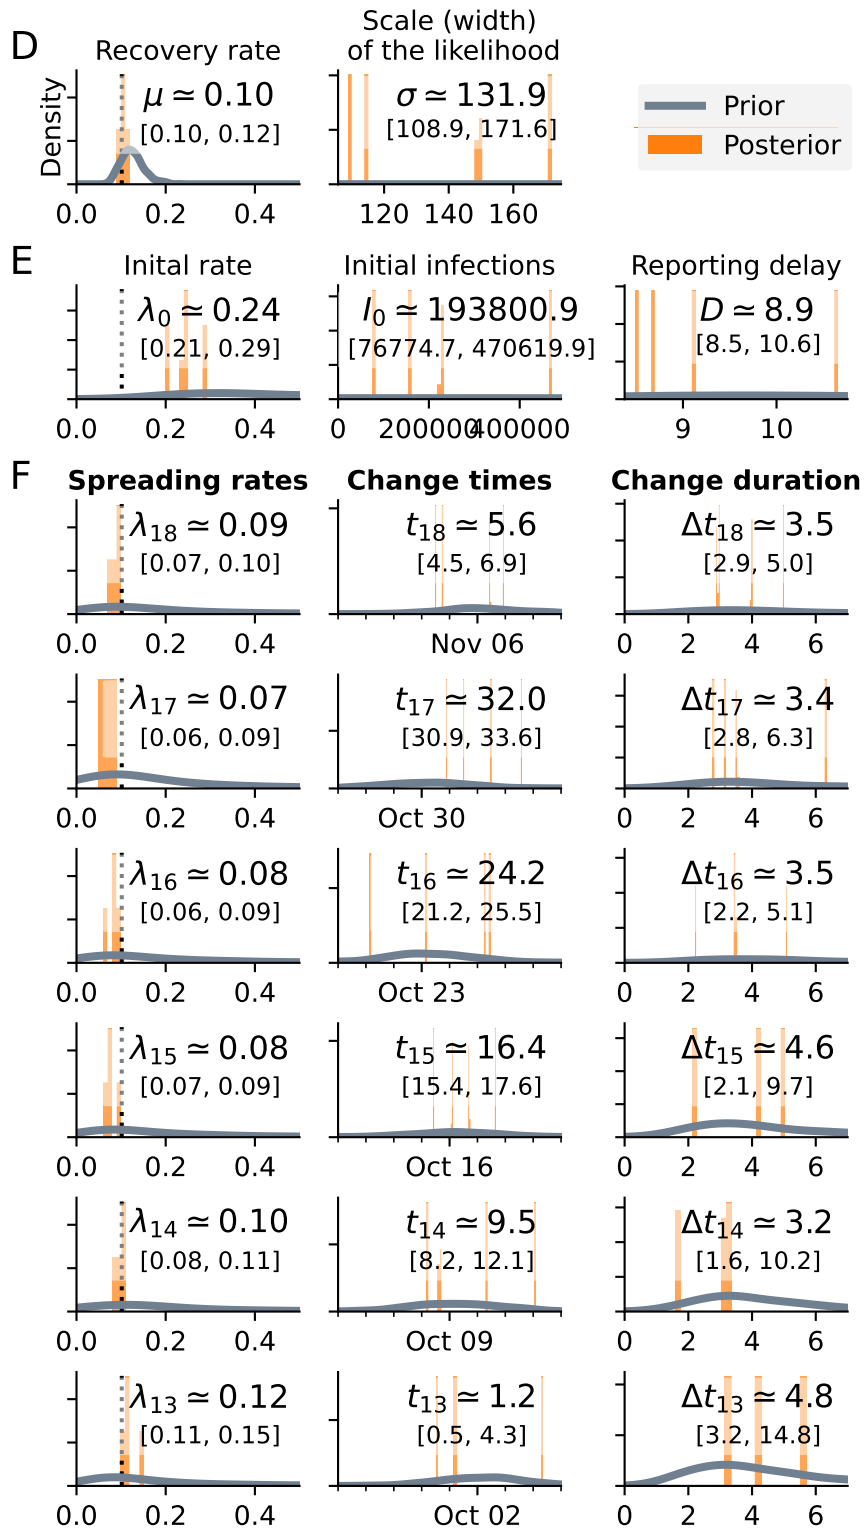 D
Recovery rate
Density
μ ≃ 0.10
[0.10, 0.12]
0.0 0.2 0.4
Scale (width)
of the likelihood
σ ≃ 131.9
[108.9, 171.6]
120 140 160
Prior
Posterior
E
Inital rate
λ0 ≃ 0.24
[0.21, 0.29]
0.0 0.2 0.4
Initial infections
I0 ≃ 193800.9
[76774.7, 470619.9]
0 200000 400000
Reporting delay
D ≃ 8.9
[8.5, 10.6]
9 10
F
Spreading rates Change times Change duration
λ18 ≃ 0.09
[0.07, 0.10]
0.0 0.2 0.4
t18 ≃ 5.6
[4.5, 6.9]
Nov 06
Δt18 ≃ 3.5
[2.9, 5.0]
0 2 4 6
λ17 ≃ 0.07
[0.06, 0.09]
0.0 0.2 0.4
t17 ≃ 32.0
[30.9, 33.6]
Oct 30
Δt17 ≃ 3.4
[2.8, 6.3]
0 2 4 6
λ16 ≃ 0.08
[0.06, 0.09]
0.0 0.2 0.4
t16 ≃ 24.2
[21.2, 25.5]
Oct 23
Δt16 ≃ 3.5
[2.2, 5.1]
0 2 4 6
λ15 ≃ 0.08
[0.07, 0.09]
0.0 0.2 0.4
t15 ≃ 16.4
[15.4, 17.6]
Oct 16
Δt15 ≃ 4.6
[2.1, 9.7]
0 2 4 6
λ14 ≃ 0.10
[0.08, 0.11]
0.0 0.2 0.4
t14 ≃ 9.5
[8.2, 12.1]
Oct 09
Δt14 ≃ 3.2
[1.6, 10.2]
0 2 4 6
λ13 ≃ 0.12
[0.11, 0.15]
0.0 0.2 0.4
t13 ≃ 1.2
[0.5, 4.3]
Oct 02
Δt13 ≃ 4.8
[3.2, 14.8]
0 2 4 6